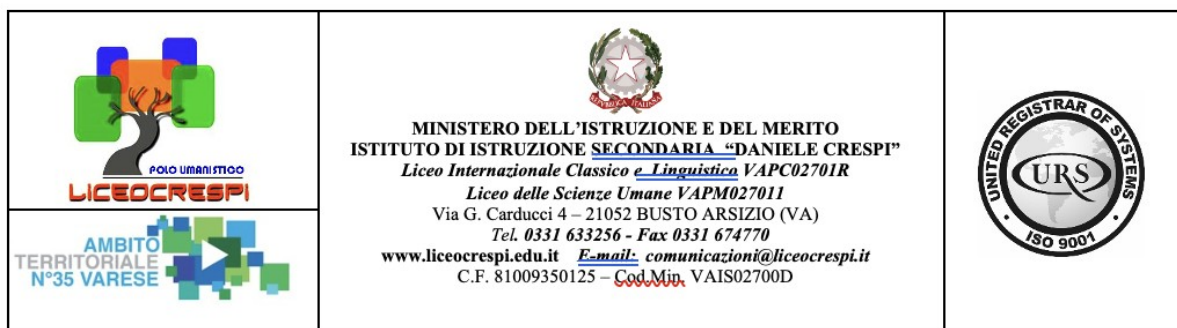 POLO UMANISTICO
LICEOCRESPI
AMBITO
TERRITORIALE
N°35 VARESE
REPVBBLICA ITALIANA
MINISTERO DELL’ISTRUZIONE E DEL MERITO
ISTITUTO DI ISTRUZIONE SECONDARIA “DANIELE CRESPI”
Liceo Internazionale Classico e Linguistico VAPC02701R
Liceo delle Scienze Umane VAPM027011
Via G. Carducci 4 – 21052 BUSTO ARSIZIO (VA)
Tel. 0331 633256 - Fax 0331 674770
www.liceocrespi.edu.it E-mail: comunicazioni@liceocrespi.it
C.F. 81009350125 – Cod.Min. VAIS02700D
UNITED REGISTRAR OF SYSTEMS
URS
ISO 9001